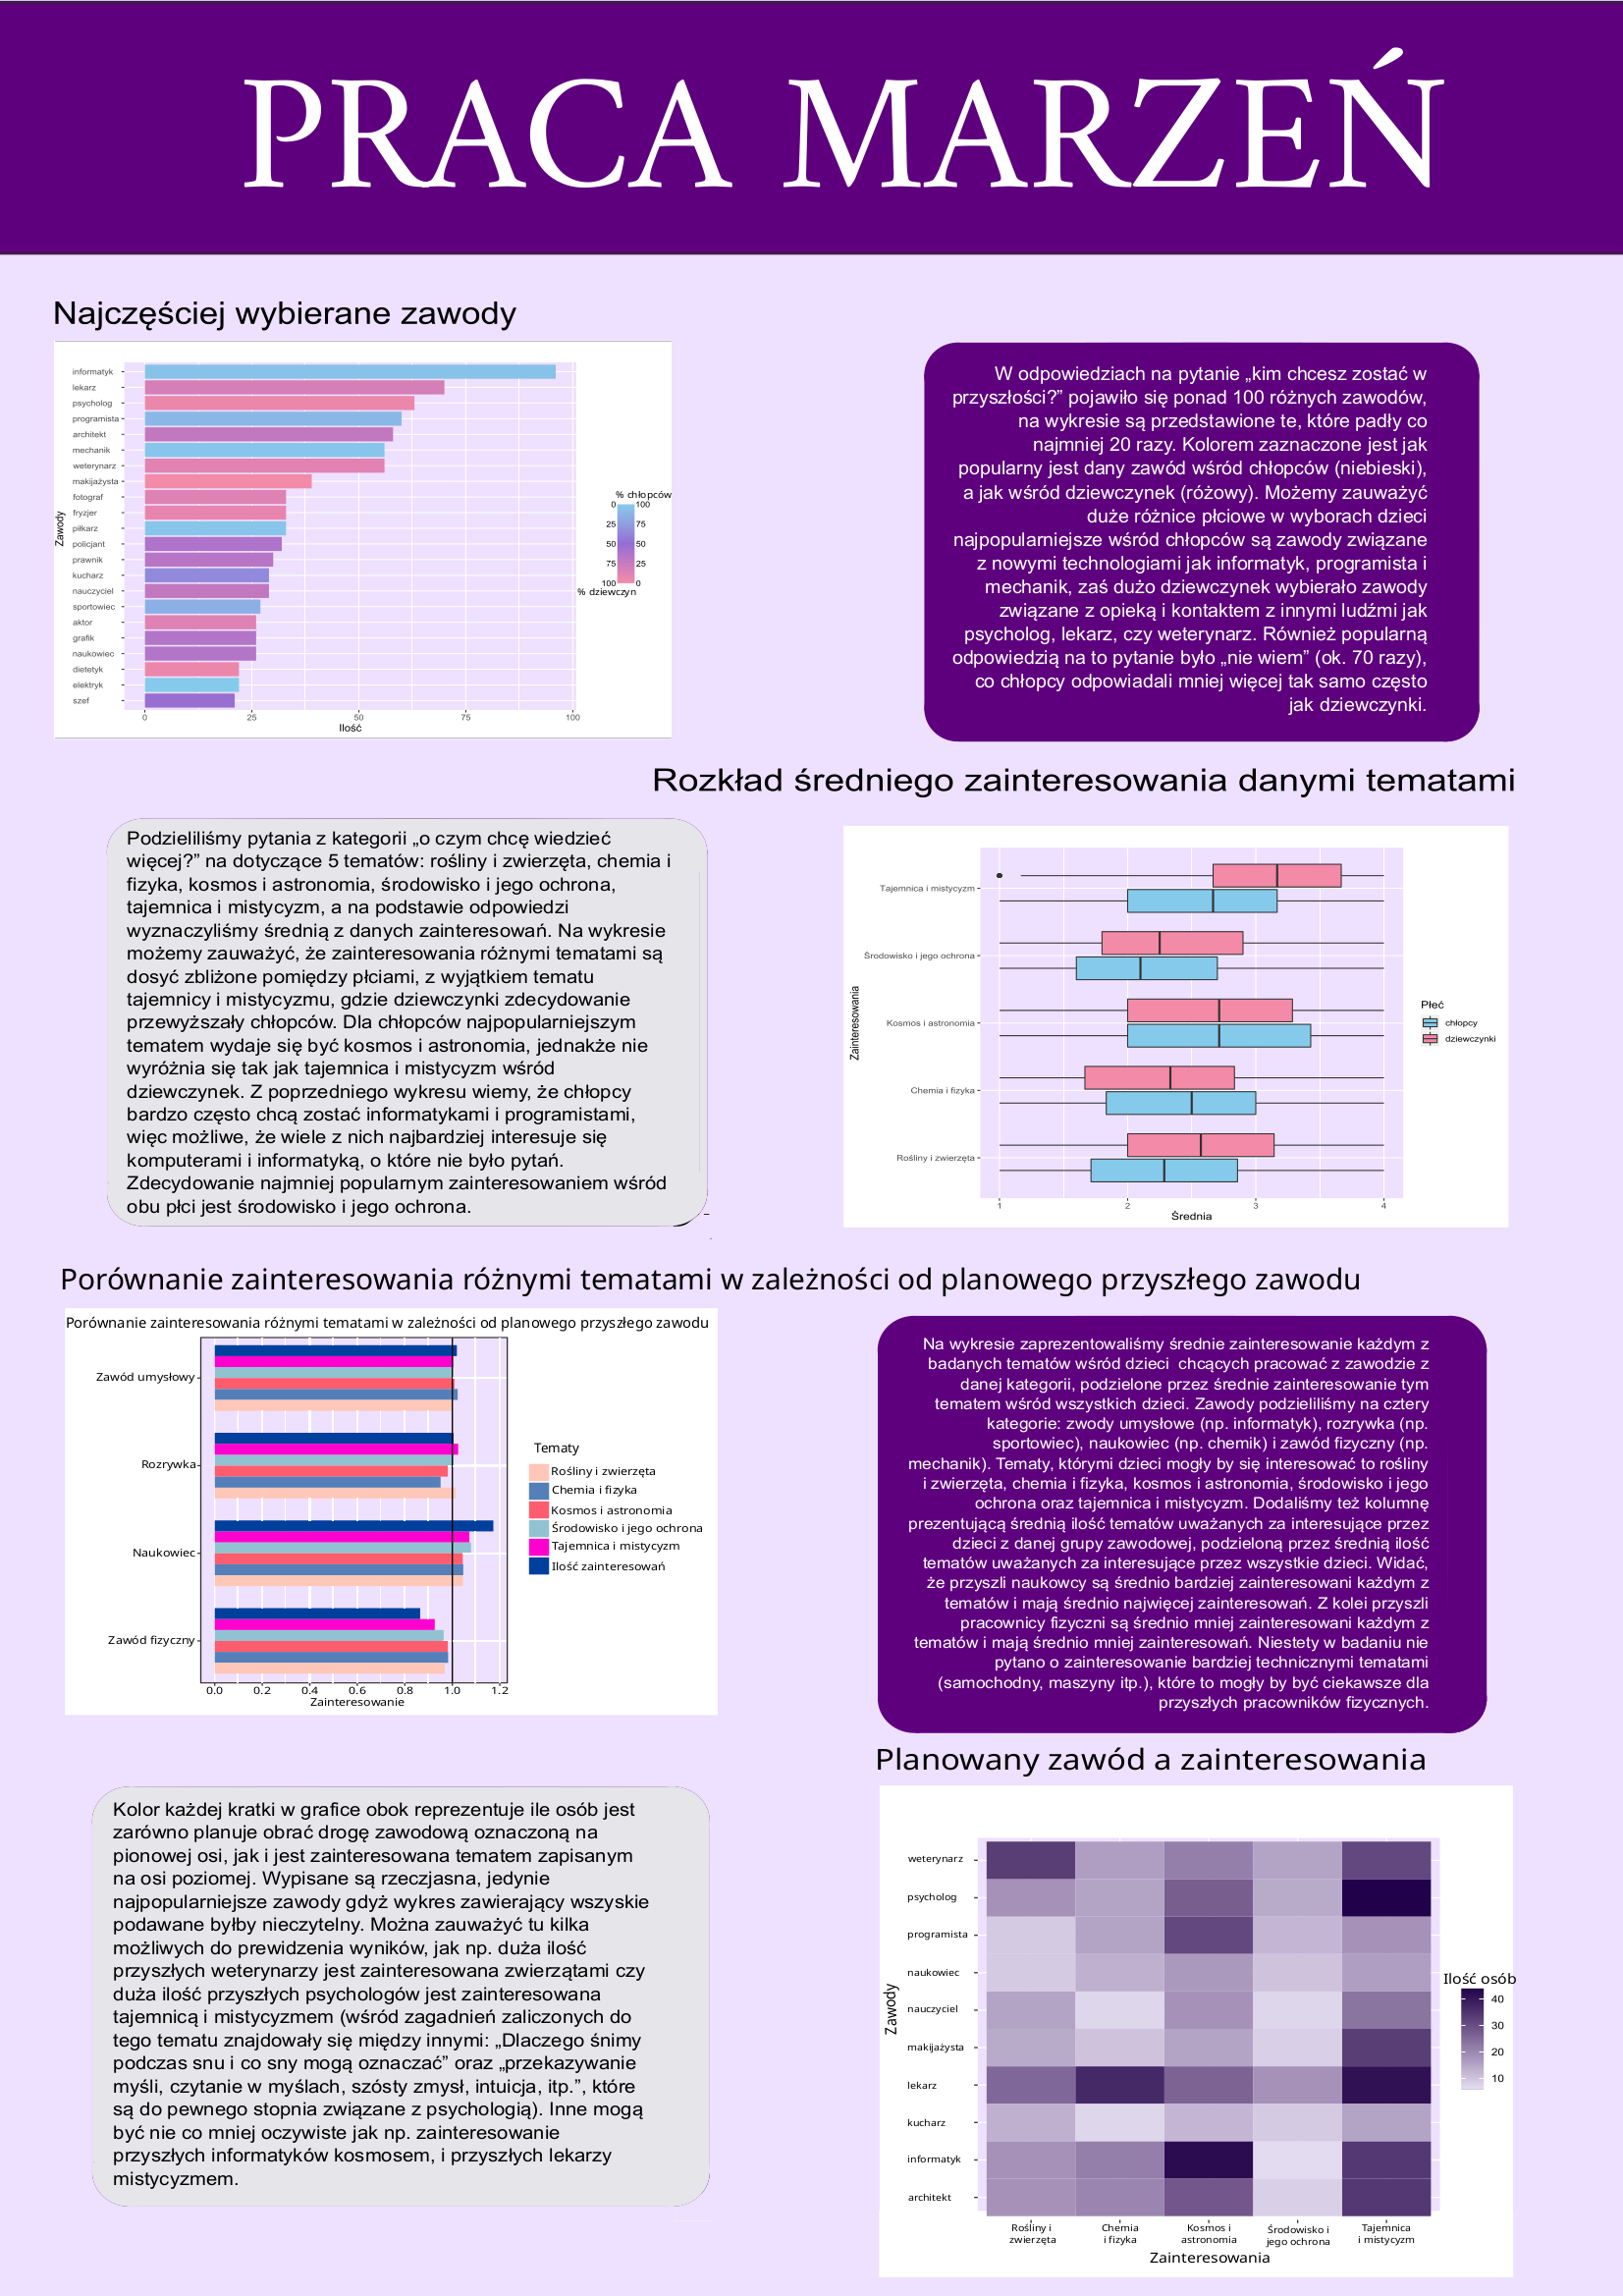 PRACA MARZEŃ
Najczęściej wybierane zawody
Zawody
informatyk
lekarz
psycholog
programista
architekt
mechanik
weterynarz
makijażysta
fotograf
fryzjer
piłkarz
policjant
prawnik
kucharz
nauczyciel
sportowiec
aktor
grafik
naukowiec
dietetyk
elektryk
szef
0 25 50 75 100
Ilość
% chłopców
0 100
25 75
50 50
75 25
100 0
% dziewczyn
W odpowiedziach na pytanie „kim chcesz zostać w
przyszłości?” pojawiło się ponad 100 różnych zawodów,
na wykresie są przedstawione te, które padły co
najmniej 20 razy. Kolorem zaznaczone jest jak
popularny jest dany zawód wśród chłopców (niebieski),
a jak wśród dziewczynek (różowy). Możemy zauważyć
duże różnice płciowe w wyborach dzieci
najpopularniejsze wśród chłopców są zawody związane
z nowymi technologiami jak informatyk, programista i
mechanik, zaś dużo dziewczynek wybierało zawody
związane z opieką i kontaktem z innymi ludźmi jak
psycholog, lekarz, czy weterynarz. Również popularną
odpowiedzią na to pytanie było „nie wiem” (ok. 70 razy),
co chłopcy odpowiadali mniej więcej tak samo często
jak dziewczynki.
Rozkład średniego zainteresowania danymi tematami
Podzieliliśmy pytania z kategorii „o czym chcę wiedzieć
więcej?” na dotyczące 5 tematów: rośliny i zwierzęta, chemia i
fizyka, kosmos i astronomia, środowisko i jego ochrona,
tajemnica i mistycyzm, a na podstawie odpowiedzi
wyznaczyliśmy średnią z danych zainteresowań. Na wykresie
możemy zauważyć, że zainteresowania różnymi tematami są
dosyć zbliżone pomiędzy płciami, z wyjątkiem tematu
tajemnicy i mistycyzmu, gdzie dziewczynki zdecydowanie
przewyższały chłopców. Dla chłopców najpopularniejszym
tematem wydaje się być kosmos i astronomia, jednakże nie
wyróżnia się tak jak tajemnica i mistycyzm wśród
dziewczynek. Z poprzedniego wykresu wiemy, że chłopcy
bardzo często chcą zostać informatykami i programistami,
więc możliwe, że wiele z nich najbardziej interesuje się
komputerami i informatyką, o które nie było pytań.
Zdecydowanie najmniej popularnym zainteresowaniem wśród
obu płci jest środowisko i jego ochrona.
Zainteresowania
Tajemnica i mistycyzm
Środowisko i jego ochrona
Kosmos i astronomia
Chemia i fizyka
Rośliny i zwierzęta
1 2 3 4
Średnia
Płeć
chłopcy
dziewczynki
Porównanie zainteresowania różnymi tematami w zależności od planowego przyszłego zawodu
Porównanie zainteresowania różnymi tematami w zależności od planowego przyszłego zawodu
Zawód umysłowy
Rozrywka
Naukowiec
Zawód fizyczny
0.0 0.2 0.4 0.6 0.8 1.0 1.2
Zainteresowanie
Tematy
Rośliny i zwierzęta
Chemia i fizyka
Kosmos i astronomia
Środowisko i jego ochrona
Tajemnica i mistycyzm
Ilość zainteresowań
Na wykresie zaprezentowaliśmy średnie zainteresowanie każdym z
badanych tematów wśród dzieci chcących pracować z zawodzie z
danej kategorii, podzielone przez średnie zainteresowanie tym
tematem wśród wszystkich dzieci. Zawody podzieliliśmy na cztery
kategorie: zwody umysłowe (np. informatyk), rozrywka (np.
sportowiec), naukowiec (np. chemik) i zawód fizyczny (np.
mechanik). Tematy, którymi dzieci mogły by się interesować to rośliny
i zwierzęta, chemia i fizyka, kosmos i astronomia, środowisko i jego
ochrona oraz tajemnica i mistycyzm. Dodaliśmy też kolumnę
prezentującą średnią ilość tematów uważanych za interesujące przez
dzieci z danej grupy zawodowej, podzieloną przez średnią ilość
tematów uważanych za interesujące przez wszystkie dzieci. Widać,
że przyszli naukowcy są średnio bardziej zainteresowani każdym z
tematów i mają średnio najwięcej zainteresowań. Z kolei przyszli
pracownicy fizyczni są średnio mniej zainteresowani każdym z
tematów i mają średnio mniej zainteresowań. Niestety w badaniu nie
pytano o zainteresowanie bardziej technicznymi tematami
(samochodny, maszyny itp.), które to mogły by być ciekawsze dla
przyszłych pracowników fizycznych.
Planowany zawód a zainteresowania
Kolor każdej kratki w grafice obok reprezentuje ile osób jest
zarówno planuje obrać drogę zawodową oznaczoną na
pionowej osi, jak i jest zainteresowana tematem zapisanym
na osi poziomej. Wypisane są rzeczjasna, jedynie
najpopularniejsze zawody gdyż wykres zawierający wszyskie
podawane byłby nieczytelny. Można zauważyć tu kilka
możliwych do prewidzenia wyników, jak np. duża ilość
przyszłych weterynarzy jest zainteresowana zwierzątami czy
duża ilość przyszłych psychologów jest zainteresowana
tajemnicą i mistycyzmem (wśród zagadnień zaliczonych do
tego tematu znajdowały się między innymi: „Dlaczego śnimy
podczas snu i co sny mogą oznaczać” oraz „przekazywanie
myśli, czytanie w myślach, szósty zmysł, intuicja, itp.”, które
są do pewnego stopnia związane z psychologią). Inne mogą
być nie co mniej oczywiste jak np. zainteresowanie
przyszłych informatyków kosmosem, i przyszłych lekarzy
mistycyzmem.
Zawody
weterynarz
psycholog
programista
naukowiec
nauczyciel
makijażysta
lekarz
kucharz
informatyk
architekt
Rośliny i zwierzęta
Chemia i fizyka
Kosmos i astronomia
Środowisko i jego ochrona
Tajemnica i mistycyzm
Zainteresowania
Ilość osób
40
30
20
10